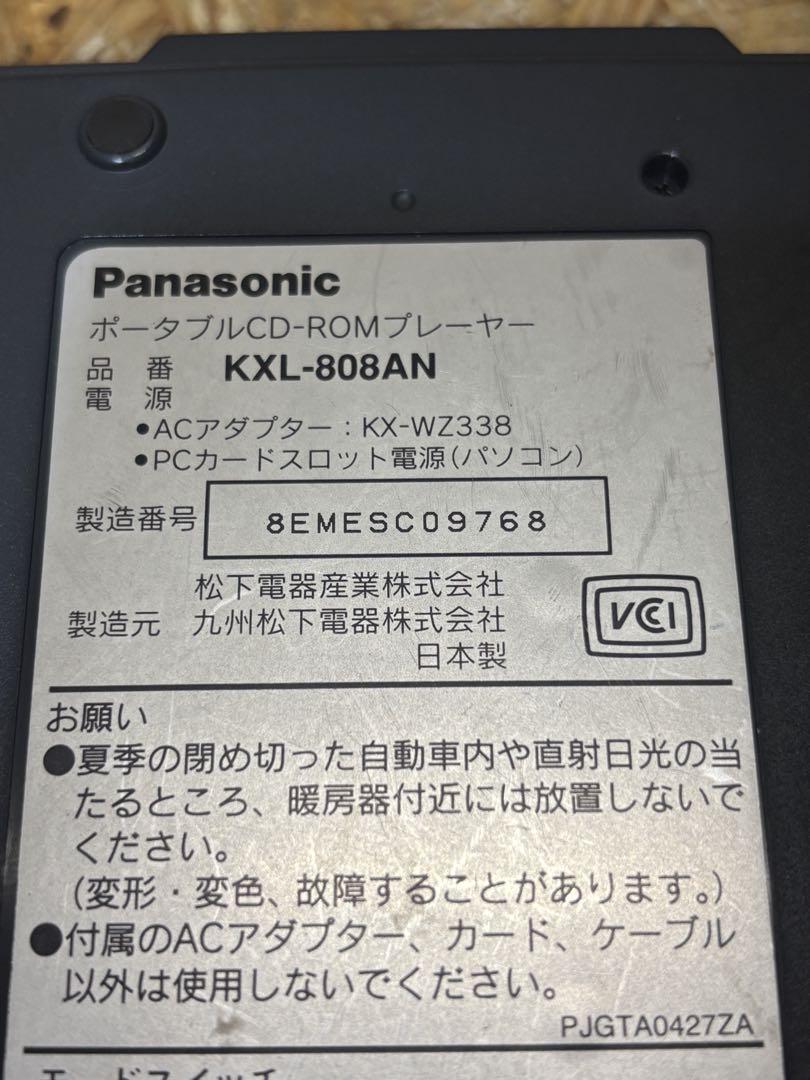 Panasonic
ポータブルCD-ROMプレーヤー
品 番 KXL-808AN
電 源
•ACアダプター：KX-WZ338
•PCカードスロット電源(パソコン)
製造番号 8EMESC09768
松下電器産業株式会社
製造元 九州松下電器株式会社
日本製
VCCI
お願い
●夏季の閉め切った自動車内や直射日光の当
たるところ、暖房器付近には放置しないで
ください。
(変形・変色、故障することがあります。)
●付属のACアダプター、カード、ケーブル
以外は使用しないでください。
PJGTA0427ZA
モードスイッチ